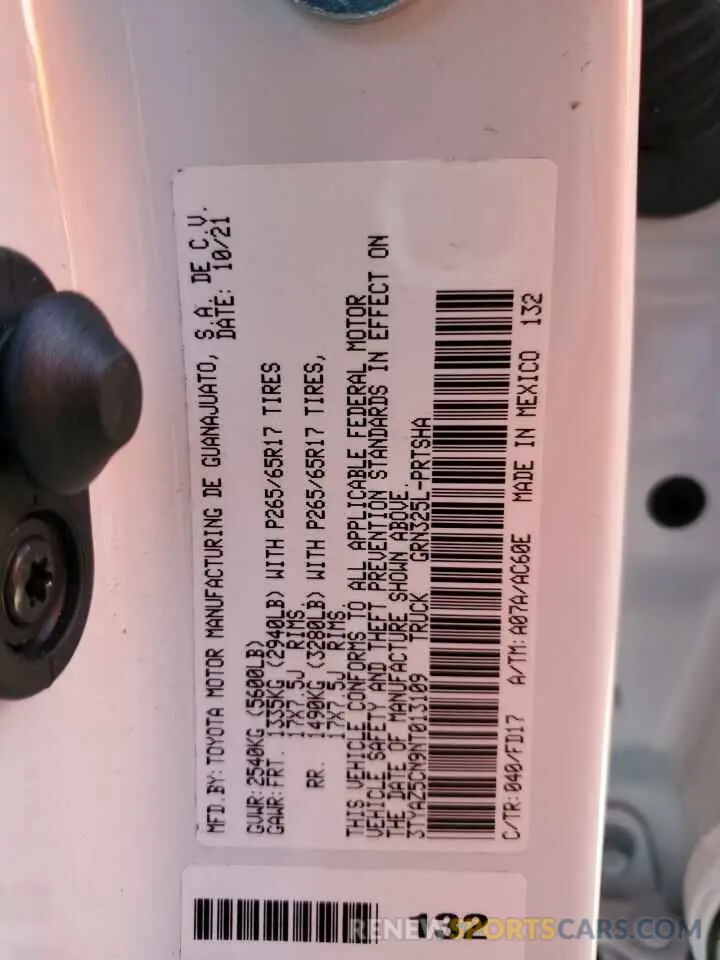 MFD.BY: TOYOTA MOTOR MANUFACTURING DE GUANAJUATO, S.A. DE C.V.
DATE: 10/21
GVWR: 2540KG (5600LB)
GAWR: FRT. 1335KG (2940LB) WITH P265/65R17 TIRES
17X7.5J RIMS.
RR. 1490KG (3280LB) WITH P265/65R17 TIRES,
17X7.5J RIMS.
THIS VEHICLE CONFORMS TO ALL APPLICABLE FEDERAL MOTOR
VEHICLE SAFETY AND THEFT PREVENTION STANDARDS IN EFFECT ON
THE DATE OF MANUFACTURE SHOWN ABOVE.
3TYAZ5CN9NT013109 TRUCK GRN325L-PRTSHA
C/TR: 040/FD17 A/TM: A07A/AC60E MADE IN MEXICO 132
132
RENEWSPORTSCARS.COM